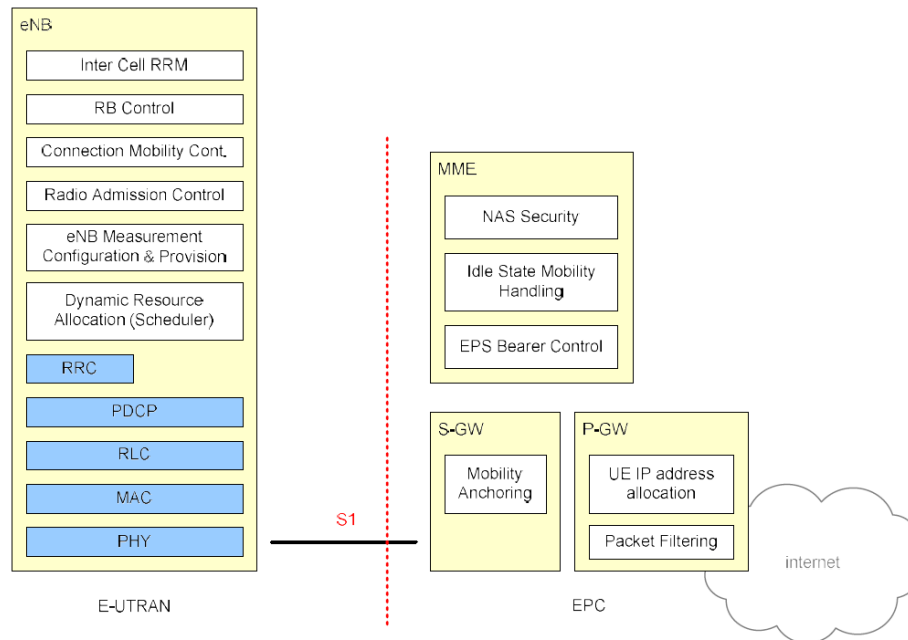 eNB
Inter Cell RRM
RB Control
Connection Mobility Cont.
Radio Admission Control
eNB Measurement
Configuration & Provision
Dynamic Resource
Allocation (Scheduler)
RRC
PDCP
RLC
MAC
PHY
S1
MME
NAS Security
Idle State Mobility
Handling
EPS Bearer Control
S-GW
Mobility
Anchoring
P-GW
UE IP address
allocation
Packet Filtering
internet
E-UTRAN
EPC